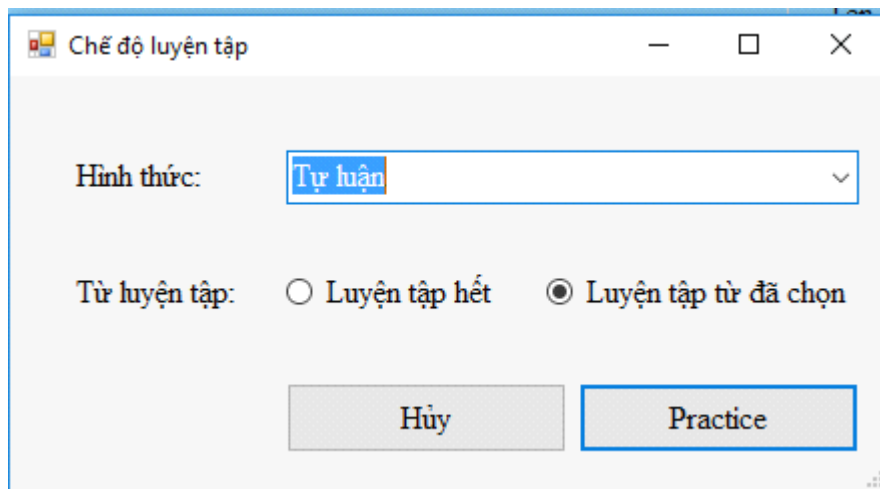 Chế độ luyện tập
Hình thức: Tự luận
Từ luyện tập: Luyện tập hết Luyện tập từ đã chọn
Hủy Practice